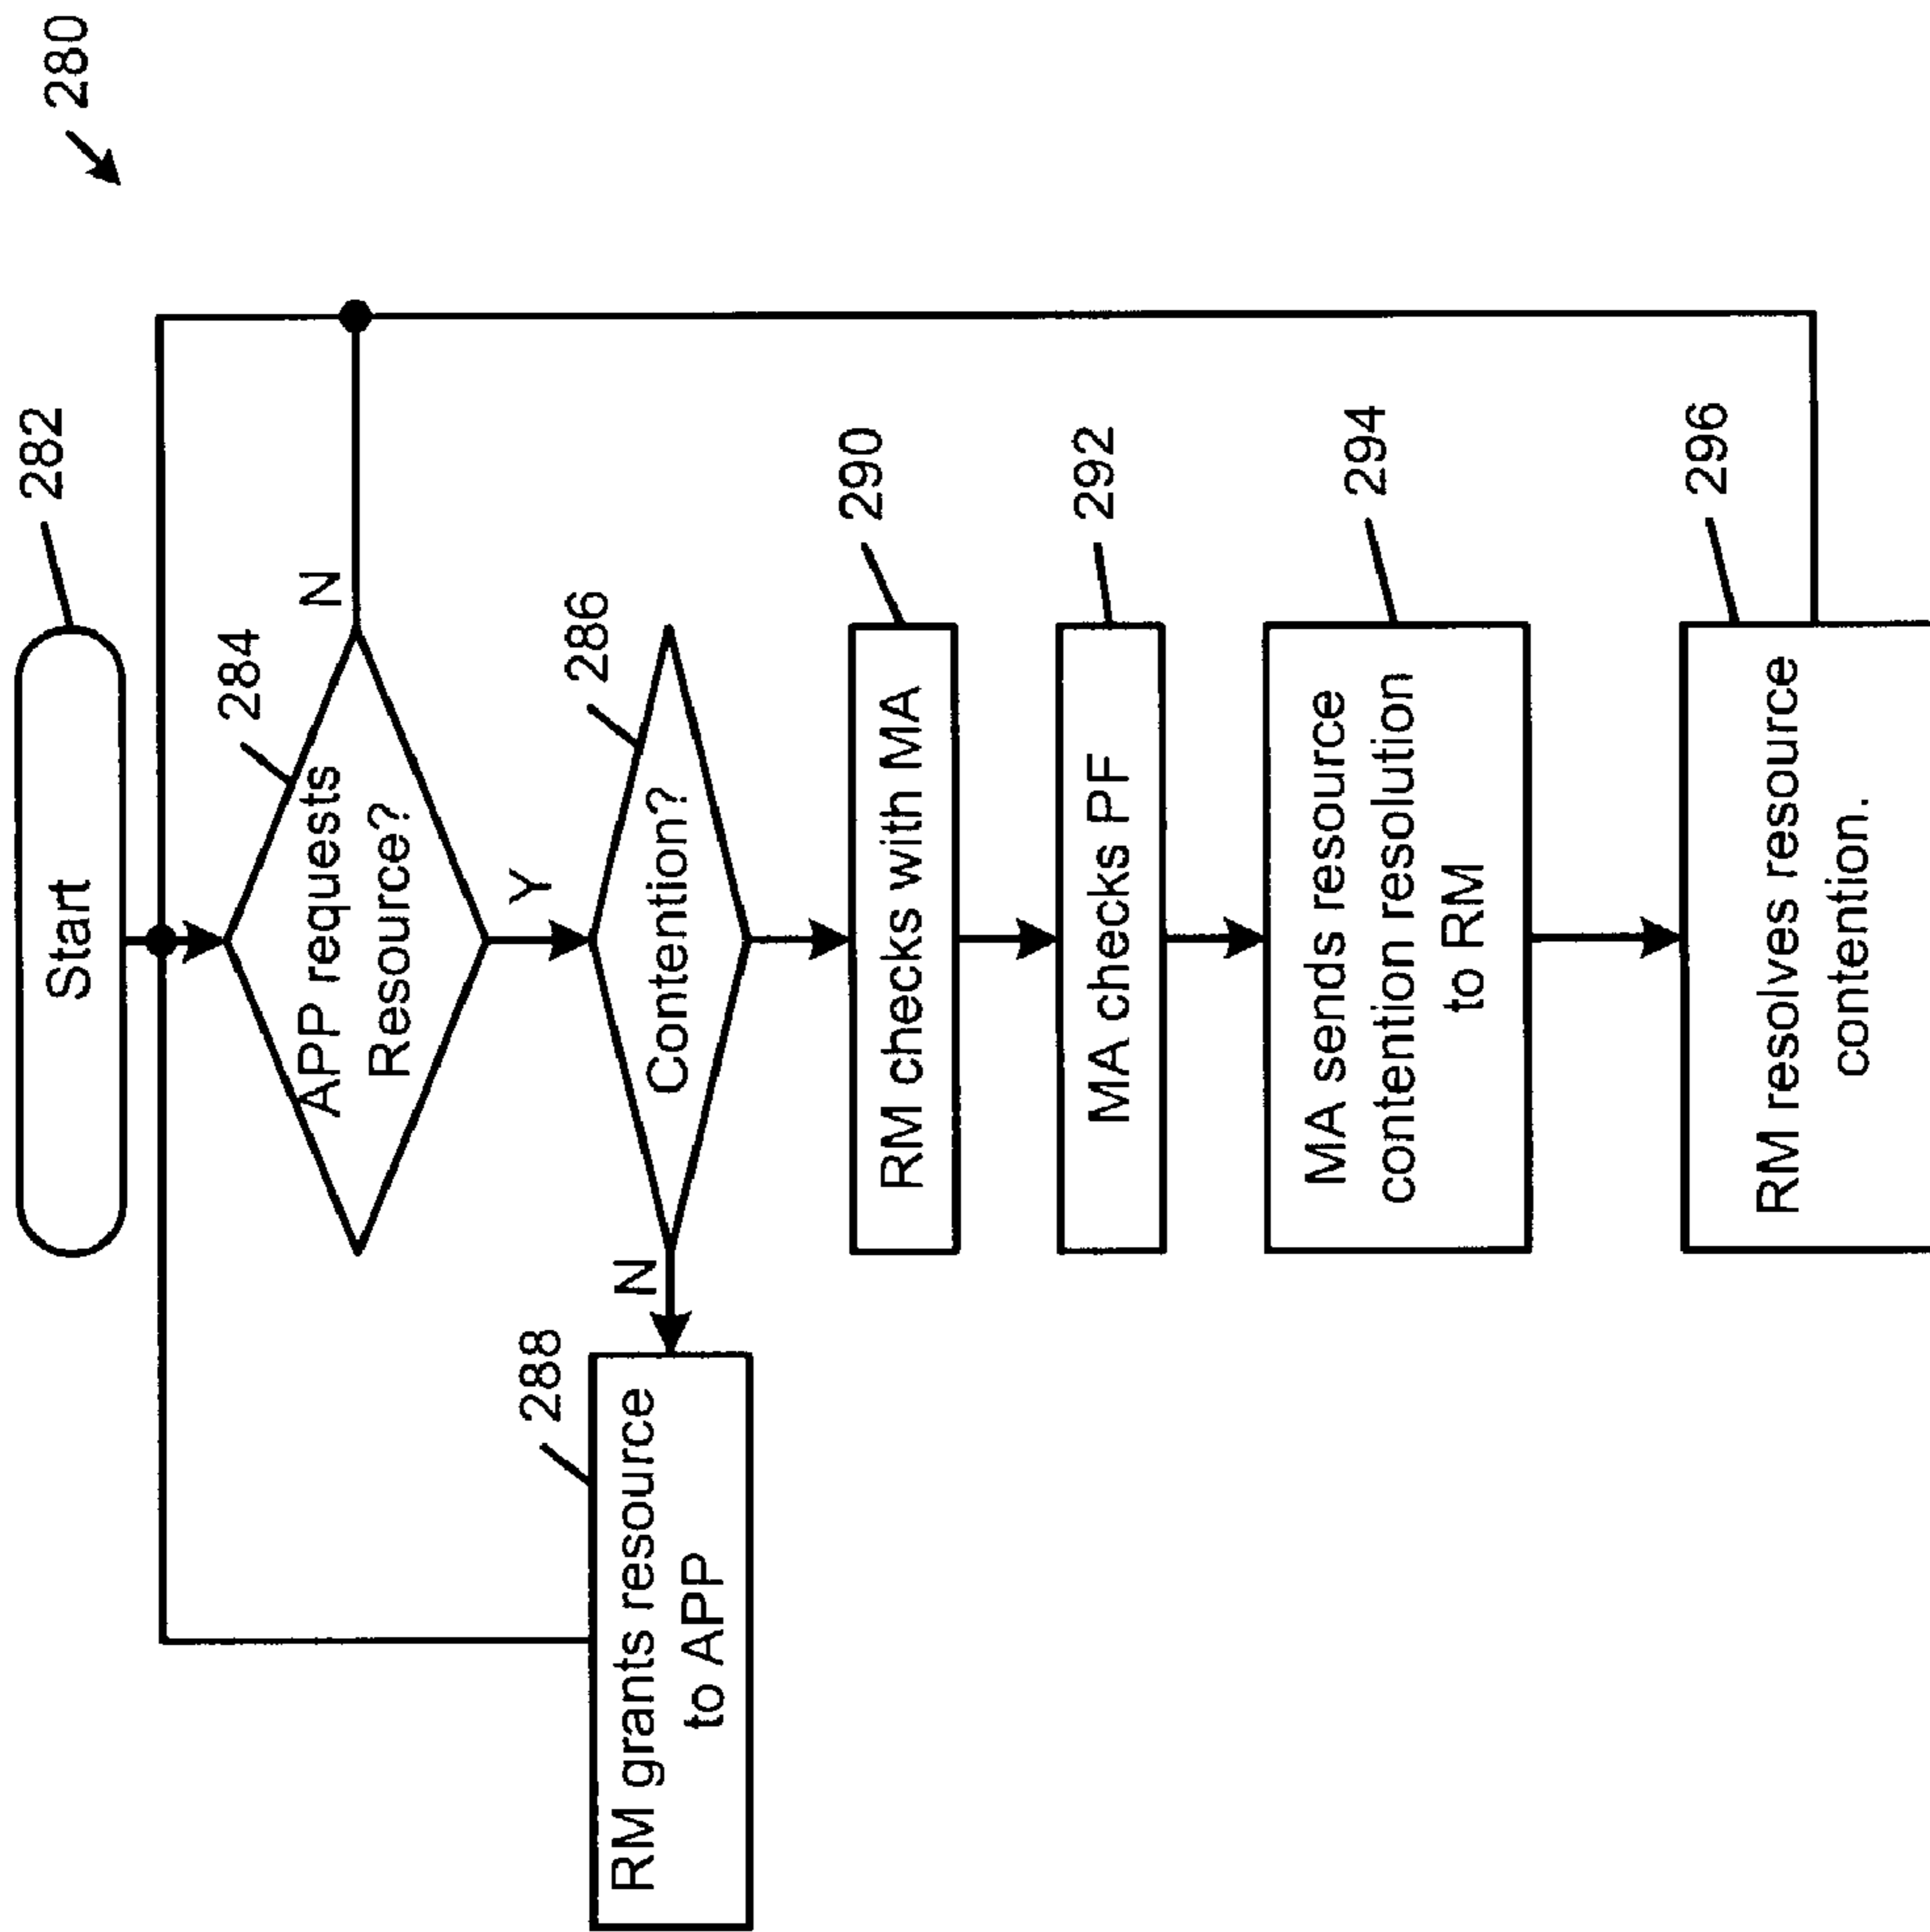 280
Start
282
284
APP requests
Resource?
N
Y
286
Contention?
N
288
RM grants resource
to APP
RM checks with MA
290
MA checks PF
292
MA sends resource
contention resolution
to RM
294
RM resolves resource
contention.
296